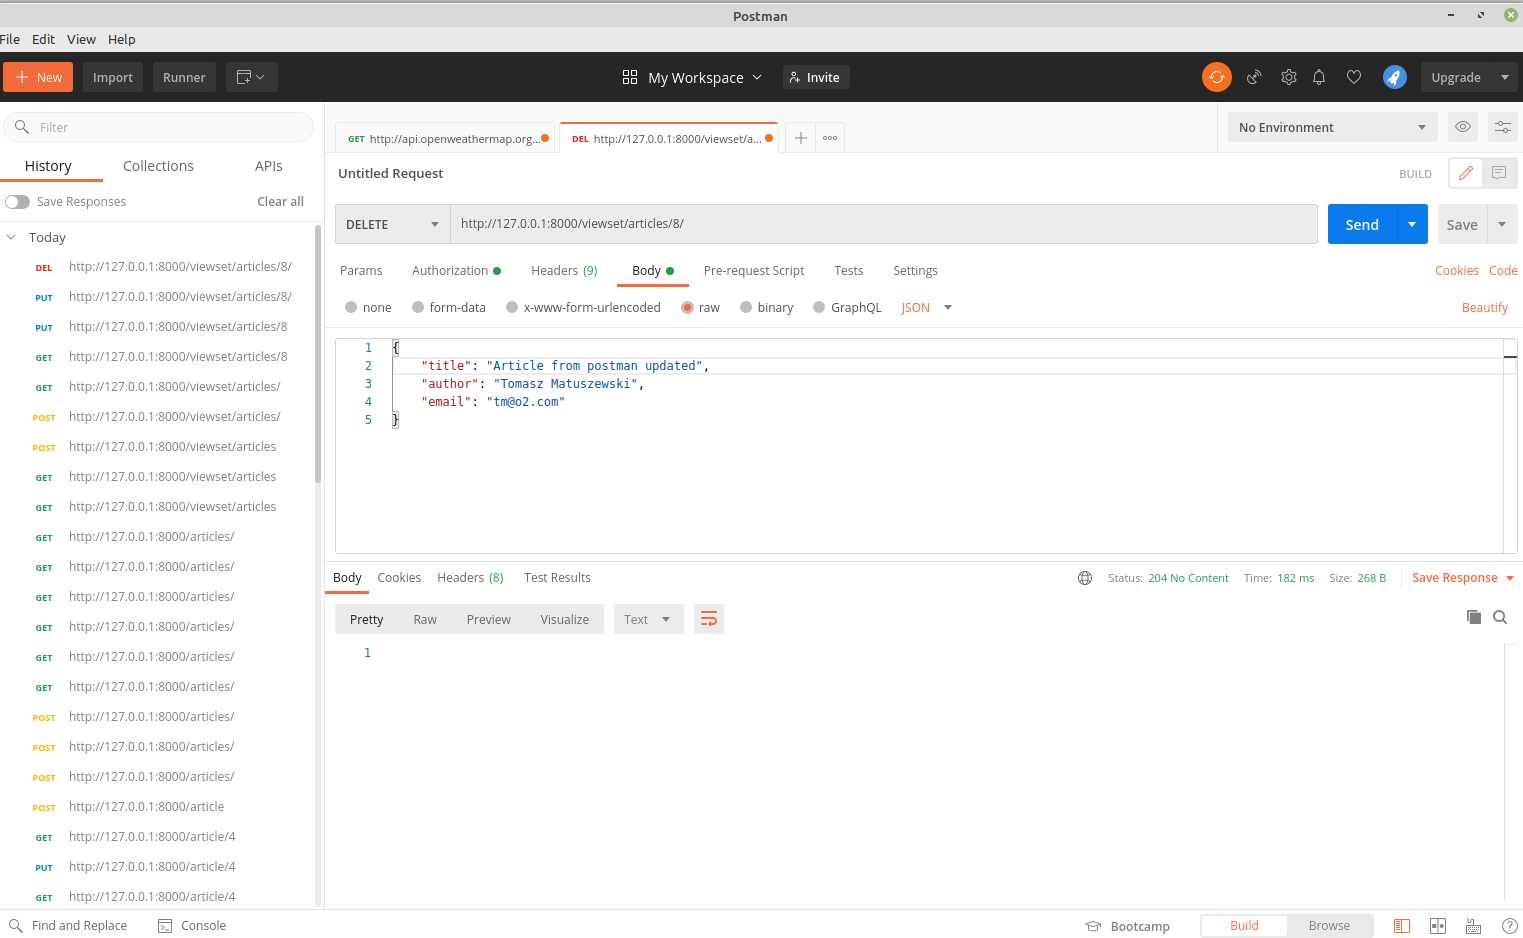 Postman
File Edit View Help
New Import Runner My Workspace Invite Upgrade
Filter
History Collections APIs
Save Responses Clear all
Today
DEL http://127.0.0.1:8000/viewset/articles/8/
PUT http://127.0.0.1:8000/viewset/articles/8/
PUT http://127.0.0.1:8000/viewset/articles/8
GET http://127.0.0.1:8000/viewset/articles/8
GET http://127.0.0.1:8000/viewset/articles/
POST http://127.0.0.1:8000/viewset/articles/
POST http://127.0.0.1:8000/viewset/articles
GET http://127.0.0.1:8000/viewset/articles
GET http://127.0.0.1:8000/viewset/articles
GET http://127.0.0.1:8000/articles/
GET http://127.0.0.1:8000/articles/
GET http://127.0.0.1:8000/articles/
GET http://127.0.0.1:8000/articles/
GET http://127.0.0.1:8000/articles/
GET http://127.0.0.1:8000/articles/
POST http://127.0.0.1:8000/articles/
POST http://127.0.0.1:8000/articles/
POST http://127.0.0.1:8000/articles/
POST http://127.0.0.1:8000/article
GET http://127.0.0.1:8000/article/4
PUT http://127.0.0.1:8000/article/4
GET http://127.0.0.1:8000/article/4
GET http://api.openweathermap.org... DEL http://127.0.0.1:8000/viewset/a... No Environment
Untitled Request BUILD
DELETE http://127.0.0.1:8000/viewset/articles/8/ Send Save
Params Authorization Headers (9) Body Pre-request Script Tests Settings Cookies Code
none form-data x-www-form-urlencoded raw binary GraphQL JSON Beautify
1 {
2 "title": "Article from postman updated",
3 "author": "Tomasz Matuszewski",
4 "email": "tm@o2.com"
5 }
Body Cookies Headers (8) Test Results Status: 204 No Content Time: 182 ms Size: 268 B Save Response
Pretty Raw Preview Visualize Text
1
Find and Replace Console Bootcamp Build Browse